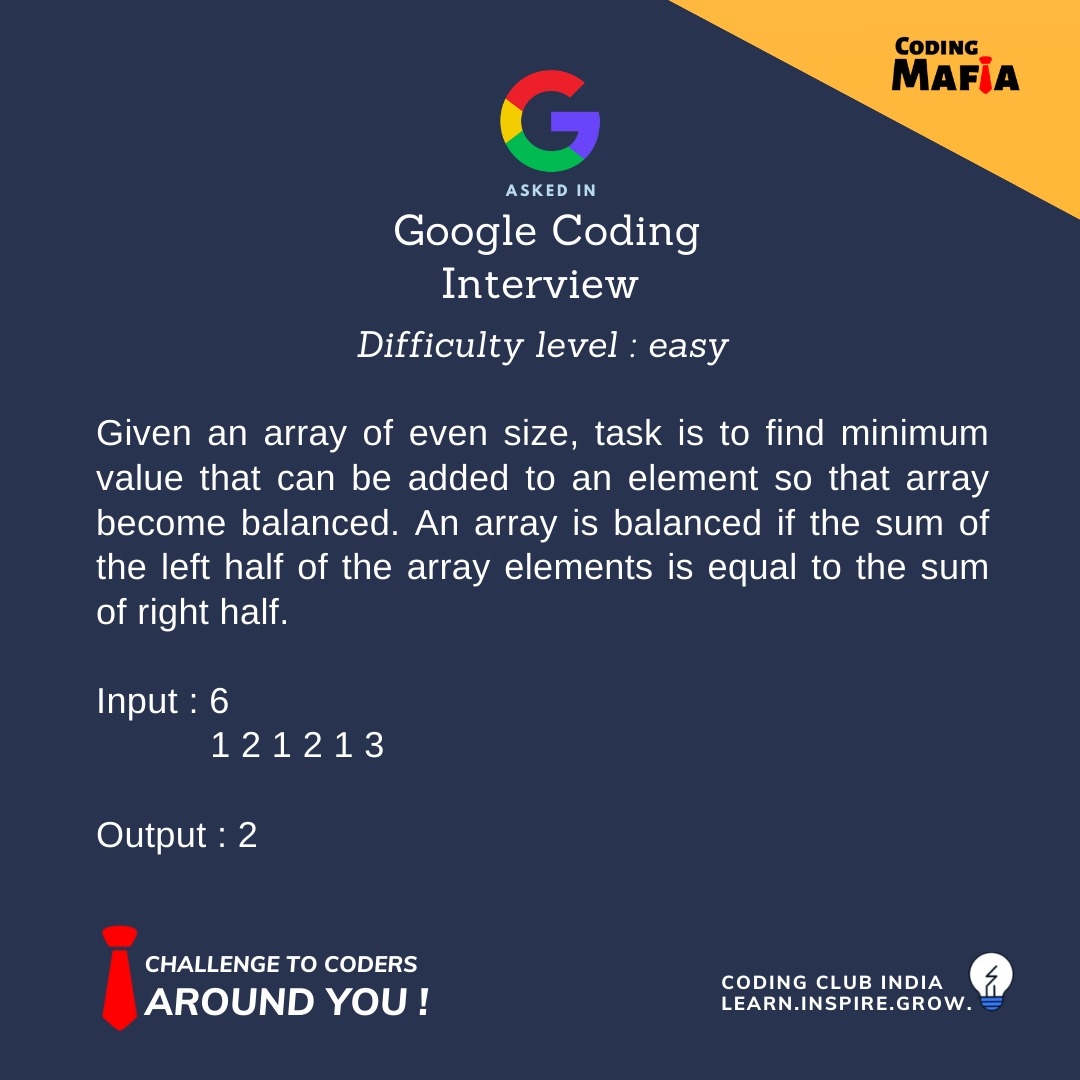 CODING
MAFIA
ASKED IN
Google Coding
Interview
Difficulty level : easy
Given an array of even size, task is to find minimum
value that can be added to an element so that array
become balanced. An array is balanced if the sum of
the left half of the array elements is equal to the sum
of right half.
Input : 6
1 2 1 2 1 3
Output : 2
CHALLENGE TO CODERS
AROUND YOU !
CODING CLUB INDIA
LEARN.INSPIRE.GROW.